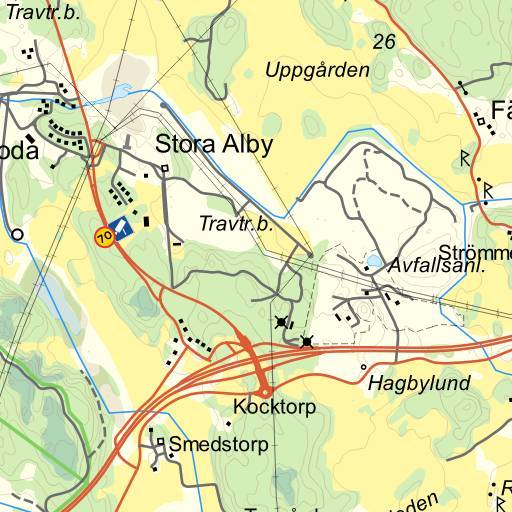 Travtr.b.
26
Uppgården
Stora Alby
Travtr.b.
70
Avfallsanl.
Hagbylund
Kocktorp
Smedstorp